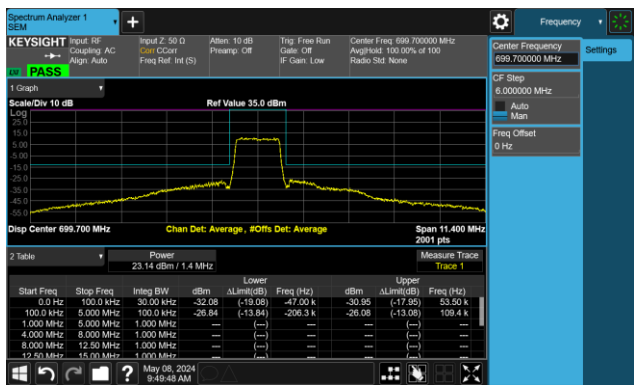 Spectrum Analyzer 1
SEM
+
Frequency
KEYSIGHT Input: RF
Coupling: AC
Align: Auto
Input Z: 50 Ω
Corr CCorr
Freq Ref: Int (S)
Atten: 10 dB
Preamp: Off
Trig: Free Run
Gate: Off
IF Gain: Low
Center Freq: 699.700000 MHz
Avg|Hold: 100.00% of 100
Radio Std: None
PASS
Center Frequency
699.700000 MHz
Settings
CF Step
6.000000 MHz
Auto
Man
Freq Offset
0 Hz
1 Graph
Scale/Div 10 dB
Ref Value 35.0 dBm
Log
25.0
15.0
5.00
-5.00
-15.0
-25.0
-35.0
-45.0
-55.0
Disp Center 699.700 MHz
Chan Det: Average, #Offs Det: Average
Span 11.400 MHz
2001 pts
2 Table
Power
23.14 dBm / 1.4 MHz
Measure Trace
Trace 1
Lower Upper
Start Freq Stop Freq Integ BW dBm ΔLimit(dB) Freq (Hz) dBm ΔLimit(dB) Freq (Hz)
0.0 Hz 100.0 kHz 30.00 kHz -32.08 (-19.08) -47.00 k -30.95 (-17.95) 53.50 k
100.0 kHz 5.000 MHz 100.0 kHz -26.84 (-13.84) -206.3 k -26.08 (-13.08) 109.4 k
1.000 MHz 5.000 MHz 1.000 MHz --- (---) --- --- (---) ---
4.000 MHz 8.000 MHz 1.000 MHz --- (---) --- --- (---) ---
8.000 MHz 12.50 MHz 1.000 MHz --- (---) --- --- (---) ---
12.50 MHz 15.00 MHz 1.000 MHz --- (---) --- --- (---) ---
?
May 08, 2024
9:49:48 AM